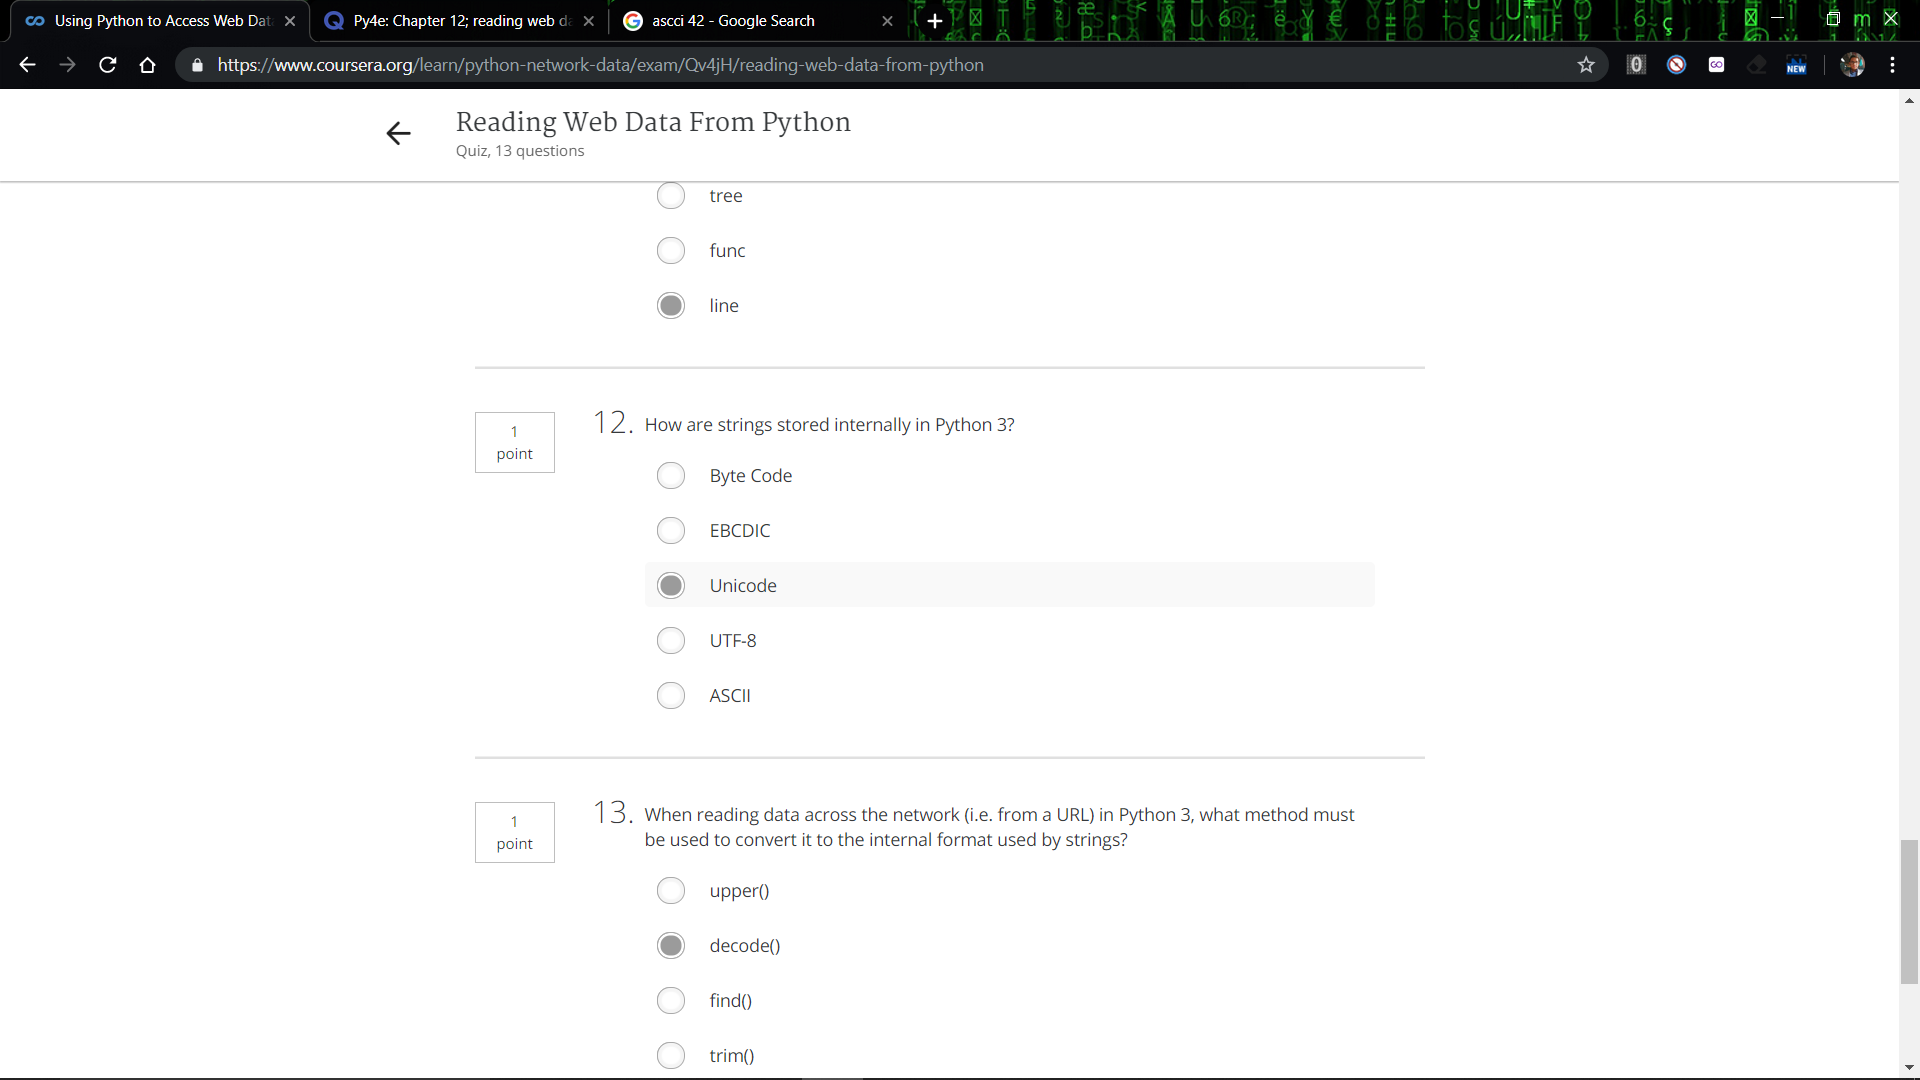 Using Python to Access Web Dat
Py4e: Chapter 12; reading web d
ascci 42 - Google Search
https://www.coursera.org/learn/python-network-data/exam/Qv4jH/reading-web-data-from-python
NEW
Reading Web Data From Python
Quiz, 13 questions
tree
func
line
1
point
12. How are strings stored internally in Python 3?
Byte Code
EBCDIC
Unicode
UTF-8
ASCII
1
point
13. When reading data across the network (i.e. from a URL) in Python 3, what method must
be used to convert it to the internal format used by strings?
upper()
decode()
find()
trim()